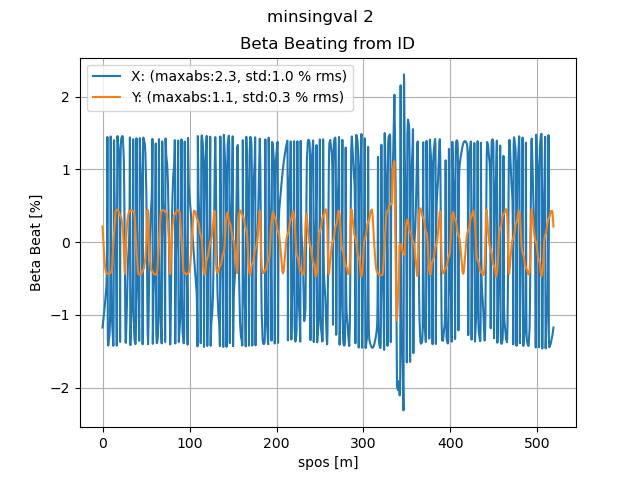 minsingval 2
Beta Beating from ID
X: (maxabs:2.3, std:1.0 % rms)
Y: (maxabs:1.1, std:0.3 % rms)
2
1
0
−1
−2
Beta Beat [%]
0 100 200 300 400 500
spos [m]